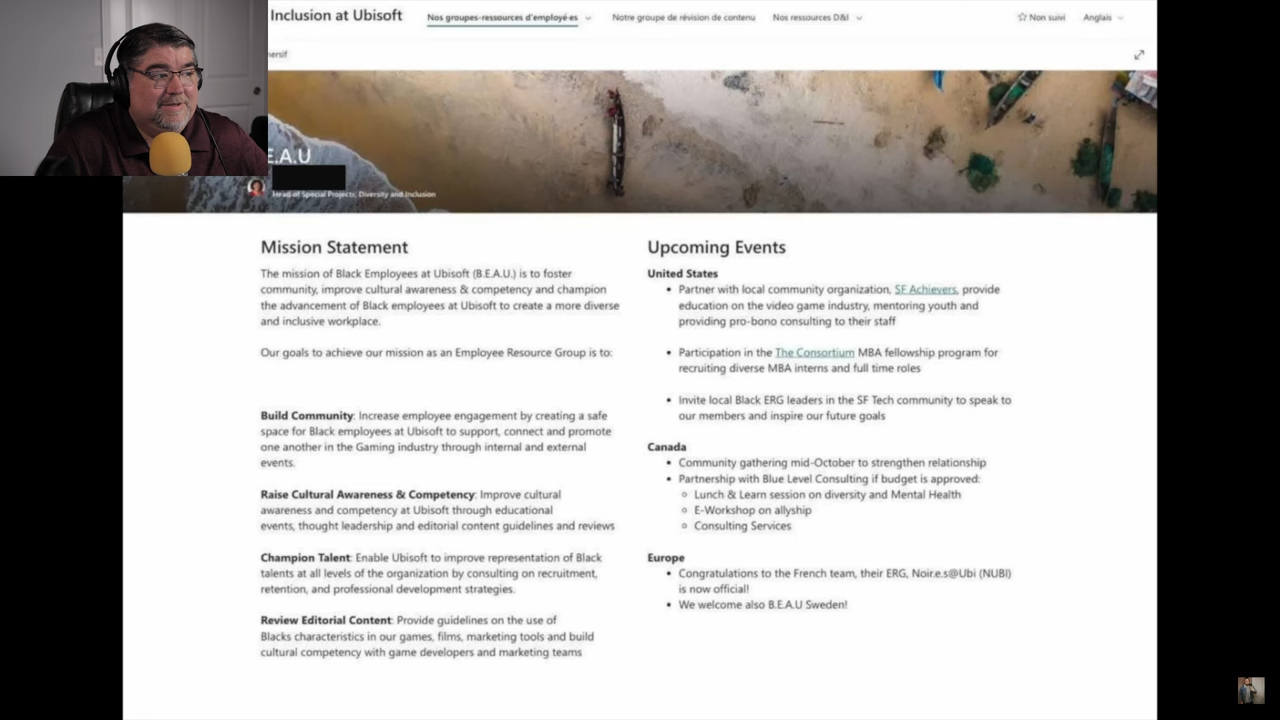 Inclusion at Ubisoft
Nos groupes-ressources d'employé·es
Notre groupe de révision de contenu
Nos ressources D&I
Non suivi
Anglais
ersif
E.A.U
Head of Special Projects, Diversity and Inclusion
Mission Statement
The mission of Black Employees at Ubisoft (B.E.A.U.) is to foster
community, improve cultural awareness & competency and champion
the advancement of Black employees at Ubisoft to create a more diverse
and inclusive workplace.
Our goals to achieve our mission as an Employee Resource Group is to:
Build Community: Increase employee engagement by creating a safe
space for Black employees at Ubisoft to support, connect and promote
one another in the Gaming industry through internal and external
events.
Raise Cultural Awareness & Competency: Improve cultural
awareness and competency at Ubisoft through educational
events, thought leadership and editorial content guidelines and reviews
Champion Talent: Enable Ubisoft to improve representation of Black
talents at all levels of the organization by consulting on recruitment,
retention, and professional development strategies.
Review Editorial Content: Provide guidelines on the use of
Blacks characteristics in our games, films, marketing tools and build
cultural competency with game developers and marketing teams
Upcoming Events
United States
• Partner with local community organization, SF Achievers, provide
education on the video game industry, mentoring youth and
providing pro-bono consulting to their staff
• Participation in the The Consortium MBA fellowship program for
recruiting diverse MBA interns and full time roles
• Invite local Black ERG leaders in the SF Tech community to speak to
our members and inspire our future goals
Canada
• Community gathering mid-October to strengthen relationship
• Partnership with Blue Level Consulting if budget is approved:
o Lunch & Learn session on diversity and Mental Health
o E-Workshop on allyship
o Consulting Services
Europe
• Congratulations to the French team, their ERG, Noir.e.s@Ubi (NUBI)
is now official!
• We welcome also B.E.A.U Sweden!